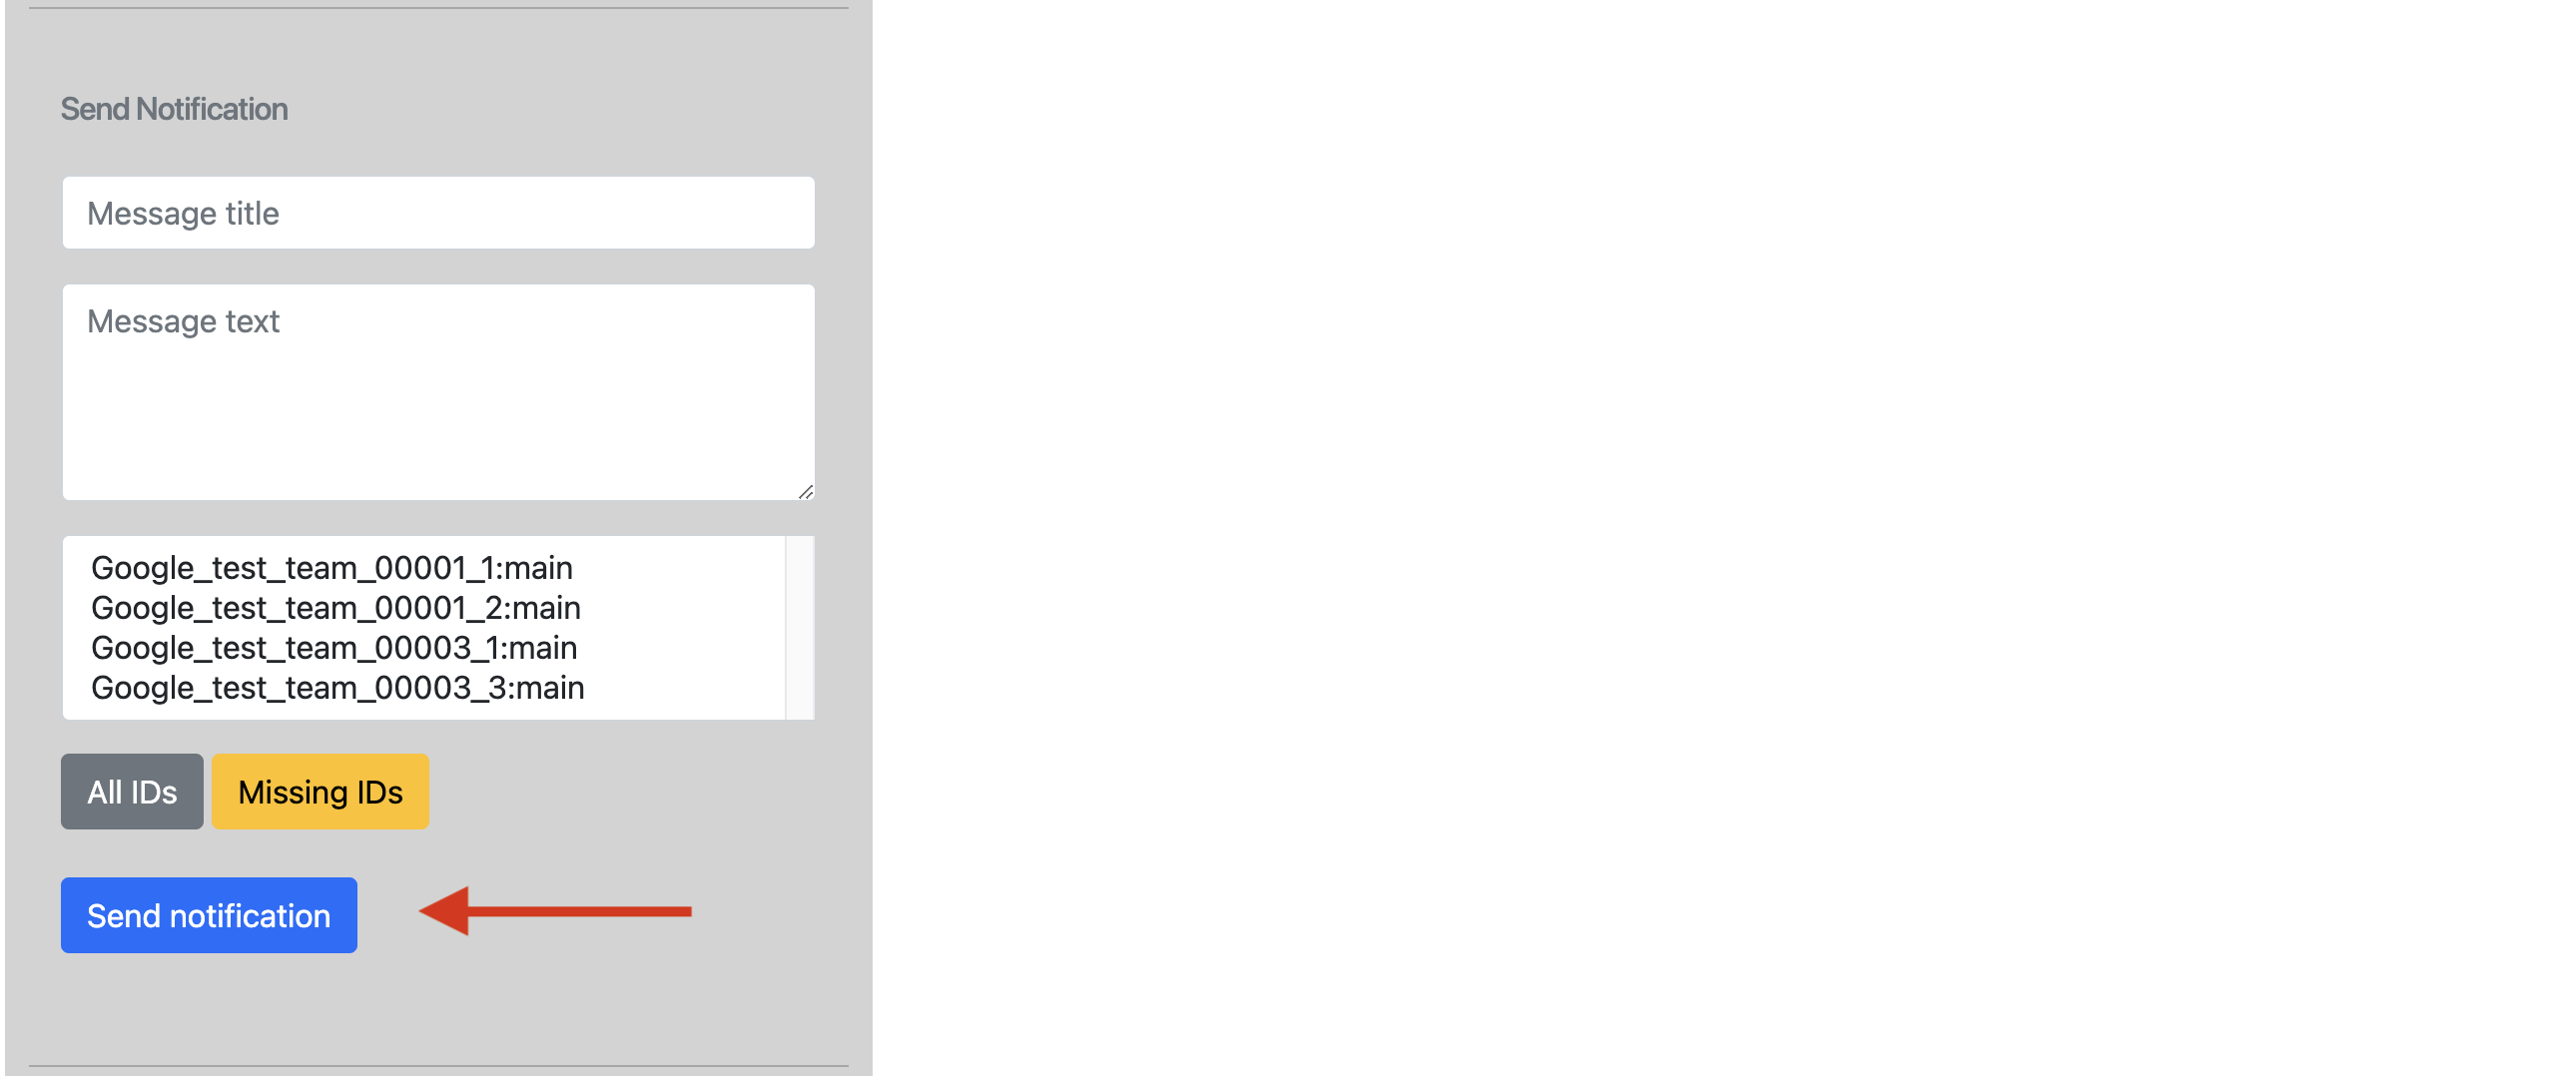 Send Notification
Message title
Message text
Google_test_team_00001_1:main
Google_test_team_00001_2:main
Google_test_team_00003_1:main
Google_test_team_00003_3:main
All IDs Missing IDs
Send notification